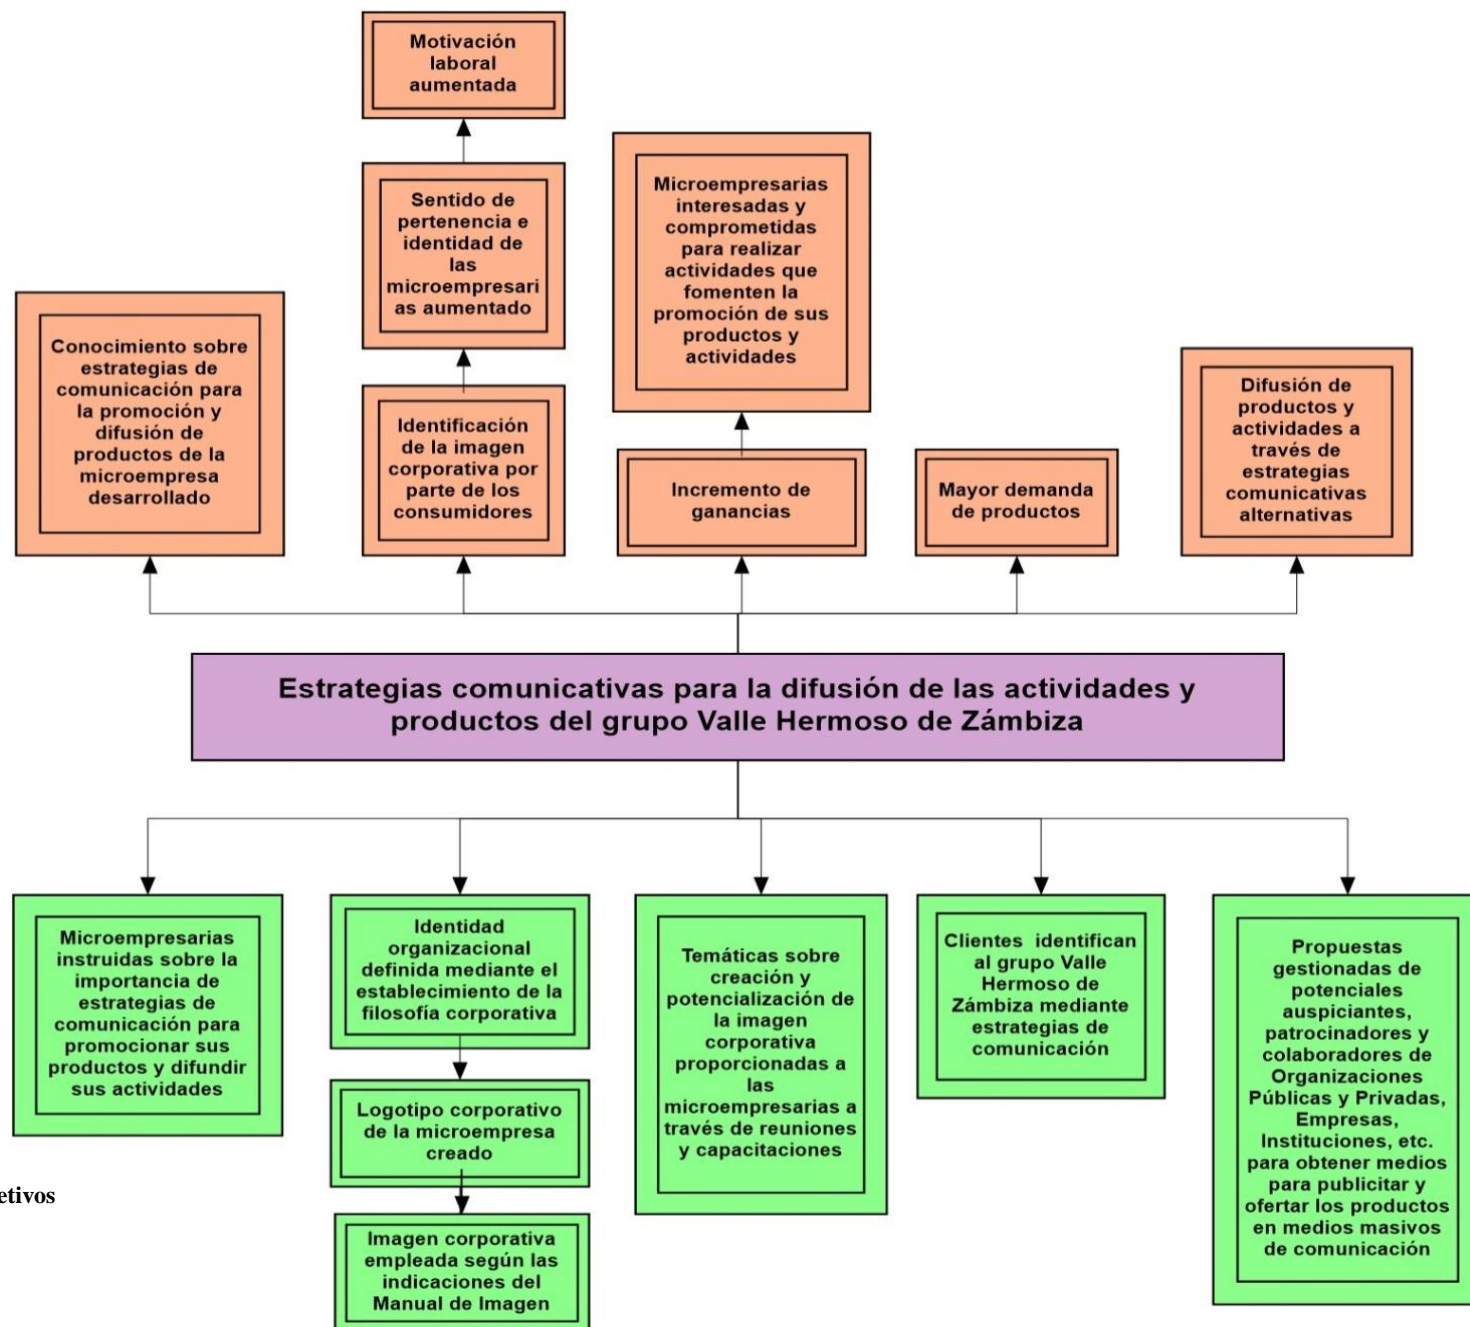 Motivación
laboral
aumentada
Sentido de
pertenencia e
identidad de
las
microempresari
as aumentado
Microempresarias
interesadas y
comprometidas
para realizar
actividades que
fomenten la
promoción de sus
productos y
actividades
Conocimiento sobre
estrategias de
comunicación para
la promoción y
difusión de
productos de la
microempresa
desarrollado
Identificación
de la imagen
corporativa por
parte de los
consumidores
Incremento de
ganancias
Mayor demanda
de productos
Difusión de
productos y
actividades a
través de
estrategias
comunicativas
alternativas
Estrategias comunicativas para la difusión de las actividades y
productos del grupo Valle Hermoso de Zámbiza
Microempresarias
instruidas sobre la
importancia de
estrategias de
comunicación para
promocionar sus
productos y difundir
sus actividades
Identidad
organizacional
definida mediante el
establecimiento de la
filosofía corporativa
Logotipo corporativo
de la microempresa
creado
Imagen corporativa
empleada según las
indicaciones del
Manual de Imagen
Temáticas sobre
creación y
potencialización de
la imagen
corporativa
proporcionadas a
las
microempresarias a
través de reuniones
y capacitaciones
Clientes identifican
al grupo Valle
Hermoso de
Zámbiza mediante
estrategias de
comunicación
Propuestas
gestionadas de
potenciales
auspiciantes,
patrocinadores y
colaboradores de
Organizaciones
Públicas y Privadas,
Empresas,
Instituciones, etc.
para obtener medios
para publicitar y
ofertar los productos
en medios masivos
de comunicación
etivos